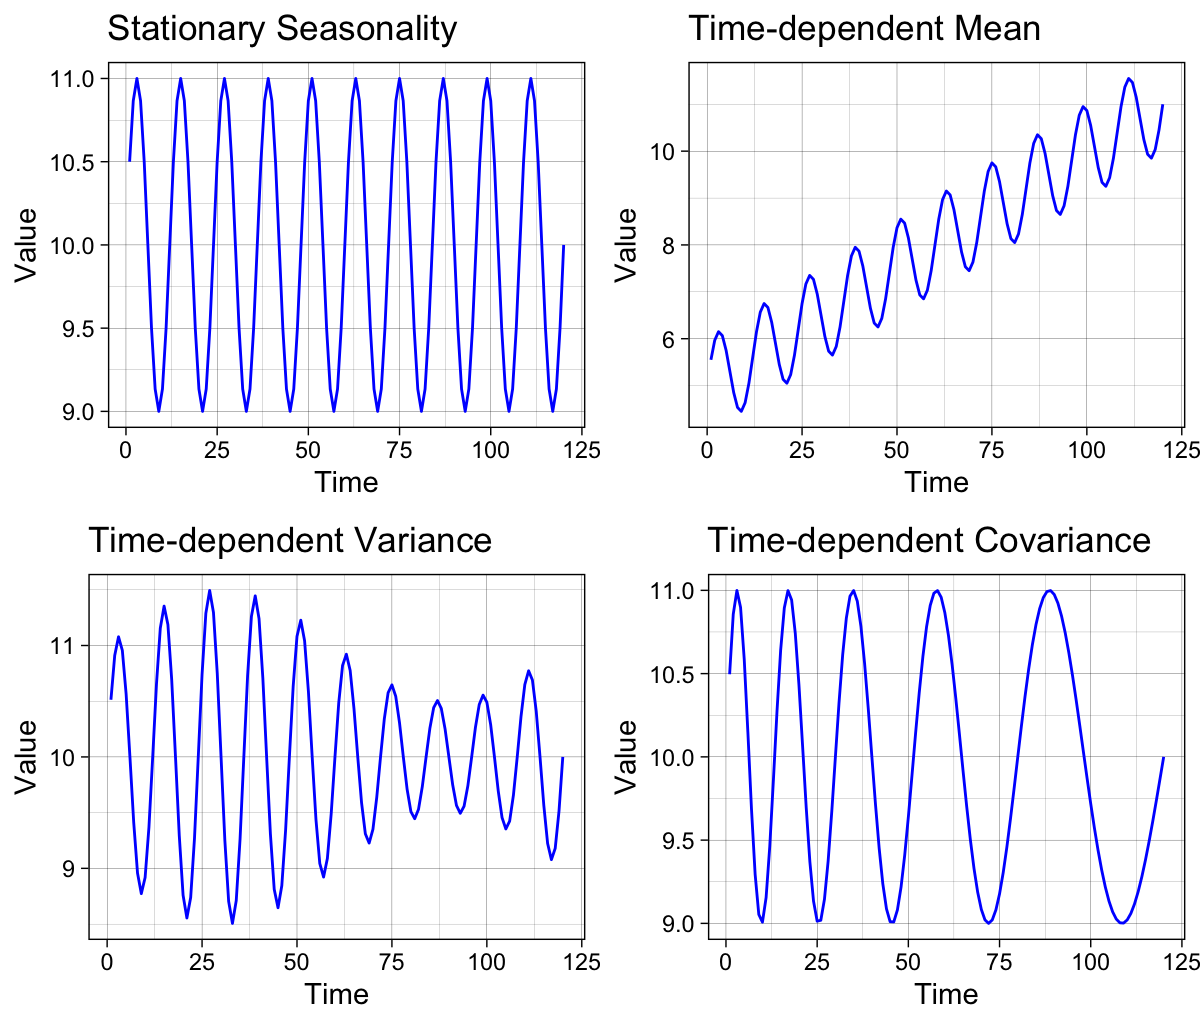 Stationary Seasonality
Time-dependent Mean
11.0
10.5
10.0
9.5
9.0
Value
0 25 50 75 100 125
Time
10
8
6
Value
0 25 50 75 100 125
Time
Time-dependent Variance
Time-dependent Covariance
11
10
9
Value
0 25 50 75 100 125
Time
11.0
10.5
10.0
9.5
9.0
Value
0 25 50 75 100 125
Time